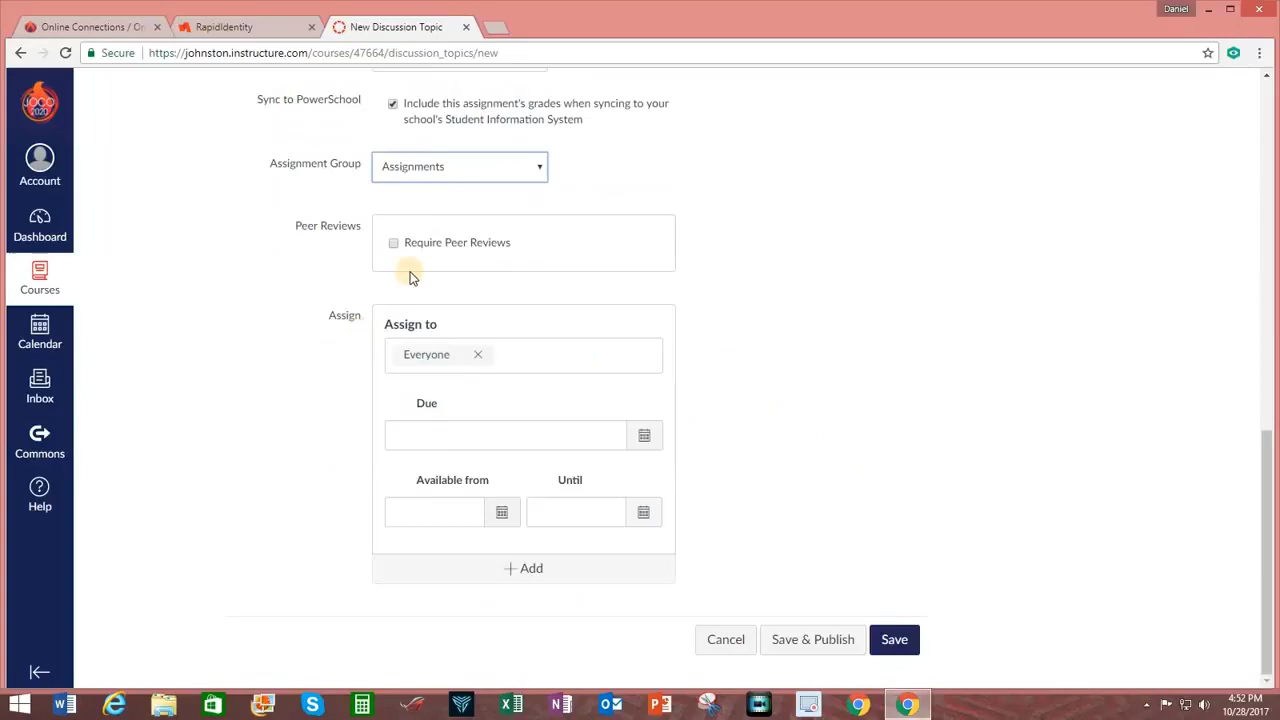 Daniel
Online Connections / On
RapidIdentity
New Discussion Topic
Secure
https://johnston.instructure.com/courses/47664/discussion_topics/new
JOCO
2020
Account
Dashboard
Courses
Calendar
Inbox
Commons
Help
Sync to PowerSchool
Include this assignment's grades when syncing to your
school's Student Information System
Assignment Group
Assignments
Peer Reviews
Require Peer Reviews
Assign
Assign to
Everyone
Due
Available from
Until
Add
Cancel
Save & Publish
Save
4:52 PM
10/28/2017